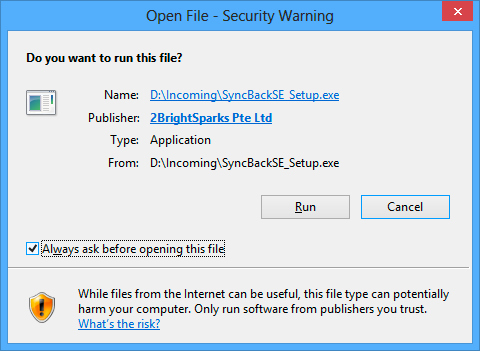 Open File - Security Warning
Do you want to run this file?
Name: D:\Incoming\SyncBackSE_Setup.exe
Publisher: 2BrightSparks Pte Ltd
Type: Application
From: D:\Incoming\SyncBackSE_Setup.exe
Run Cancel
Always ask before opening this file
While files from the Internet can be useful, this file type can potentially
harm your computer. Only run software from publishers you trust.
What's the risk?